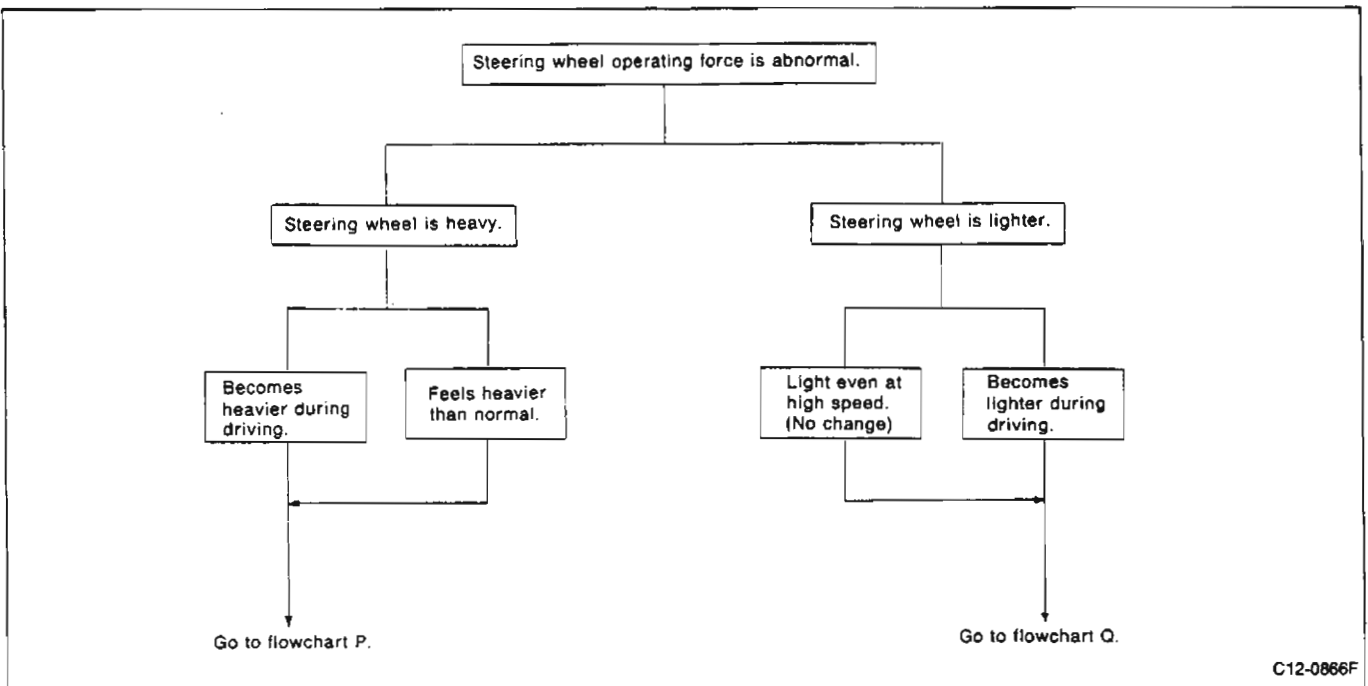 Steering wheel operating force is abnormal.
Steering wheel is heavy.
Steering wheel is lighter.
Becomes
heavier during
driving.
Feels heavier
than normal.
Light even at
high speed.
(No change)
Becomes
lighter during
driving.
Go to flowchart P.
Go to flowchart Q.
C12-0866F